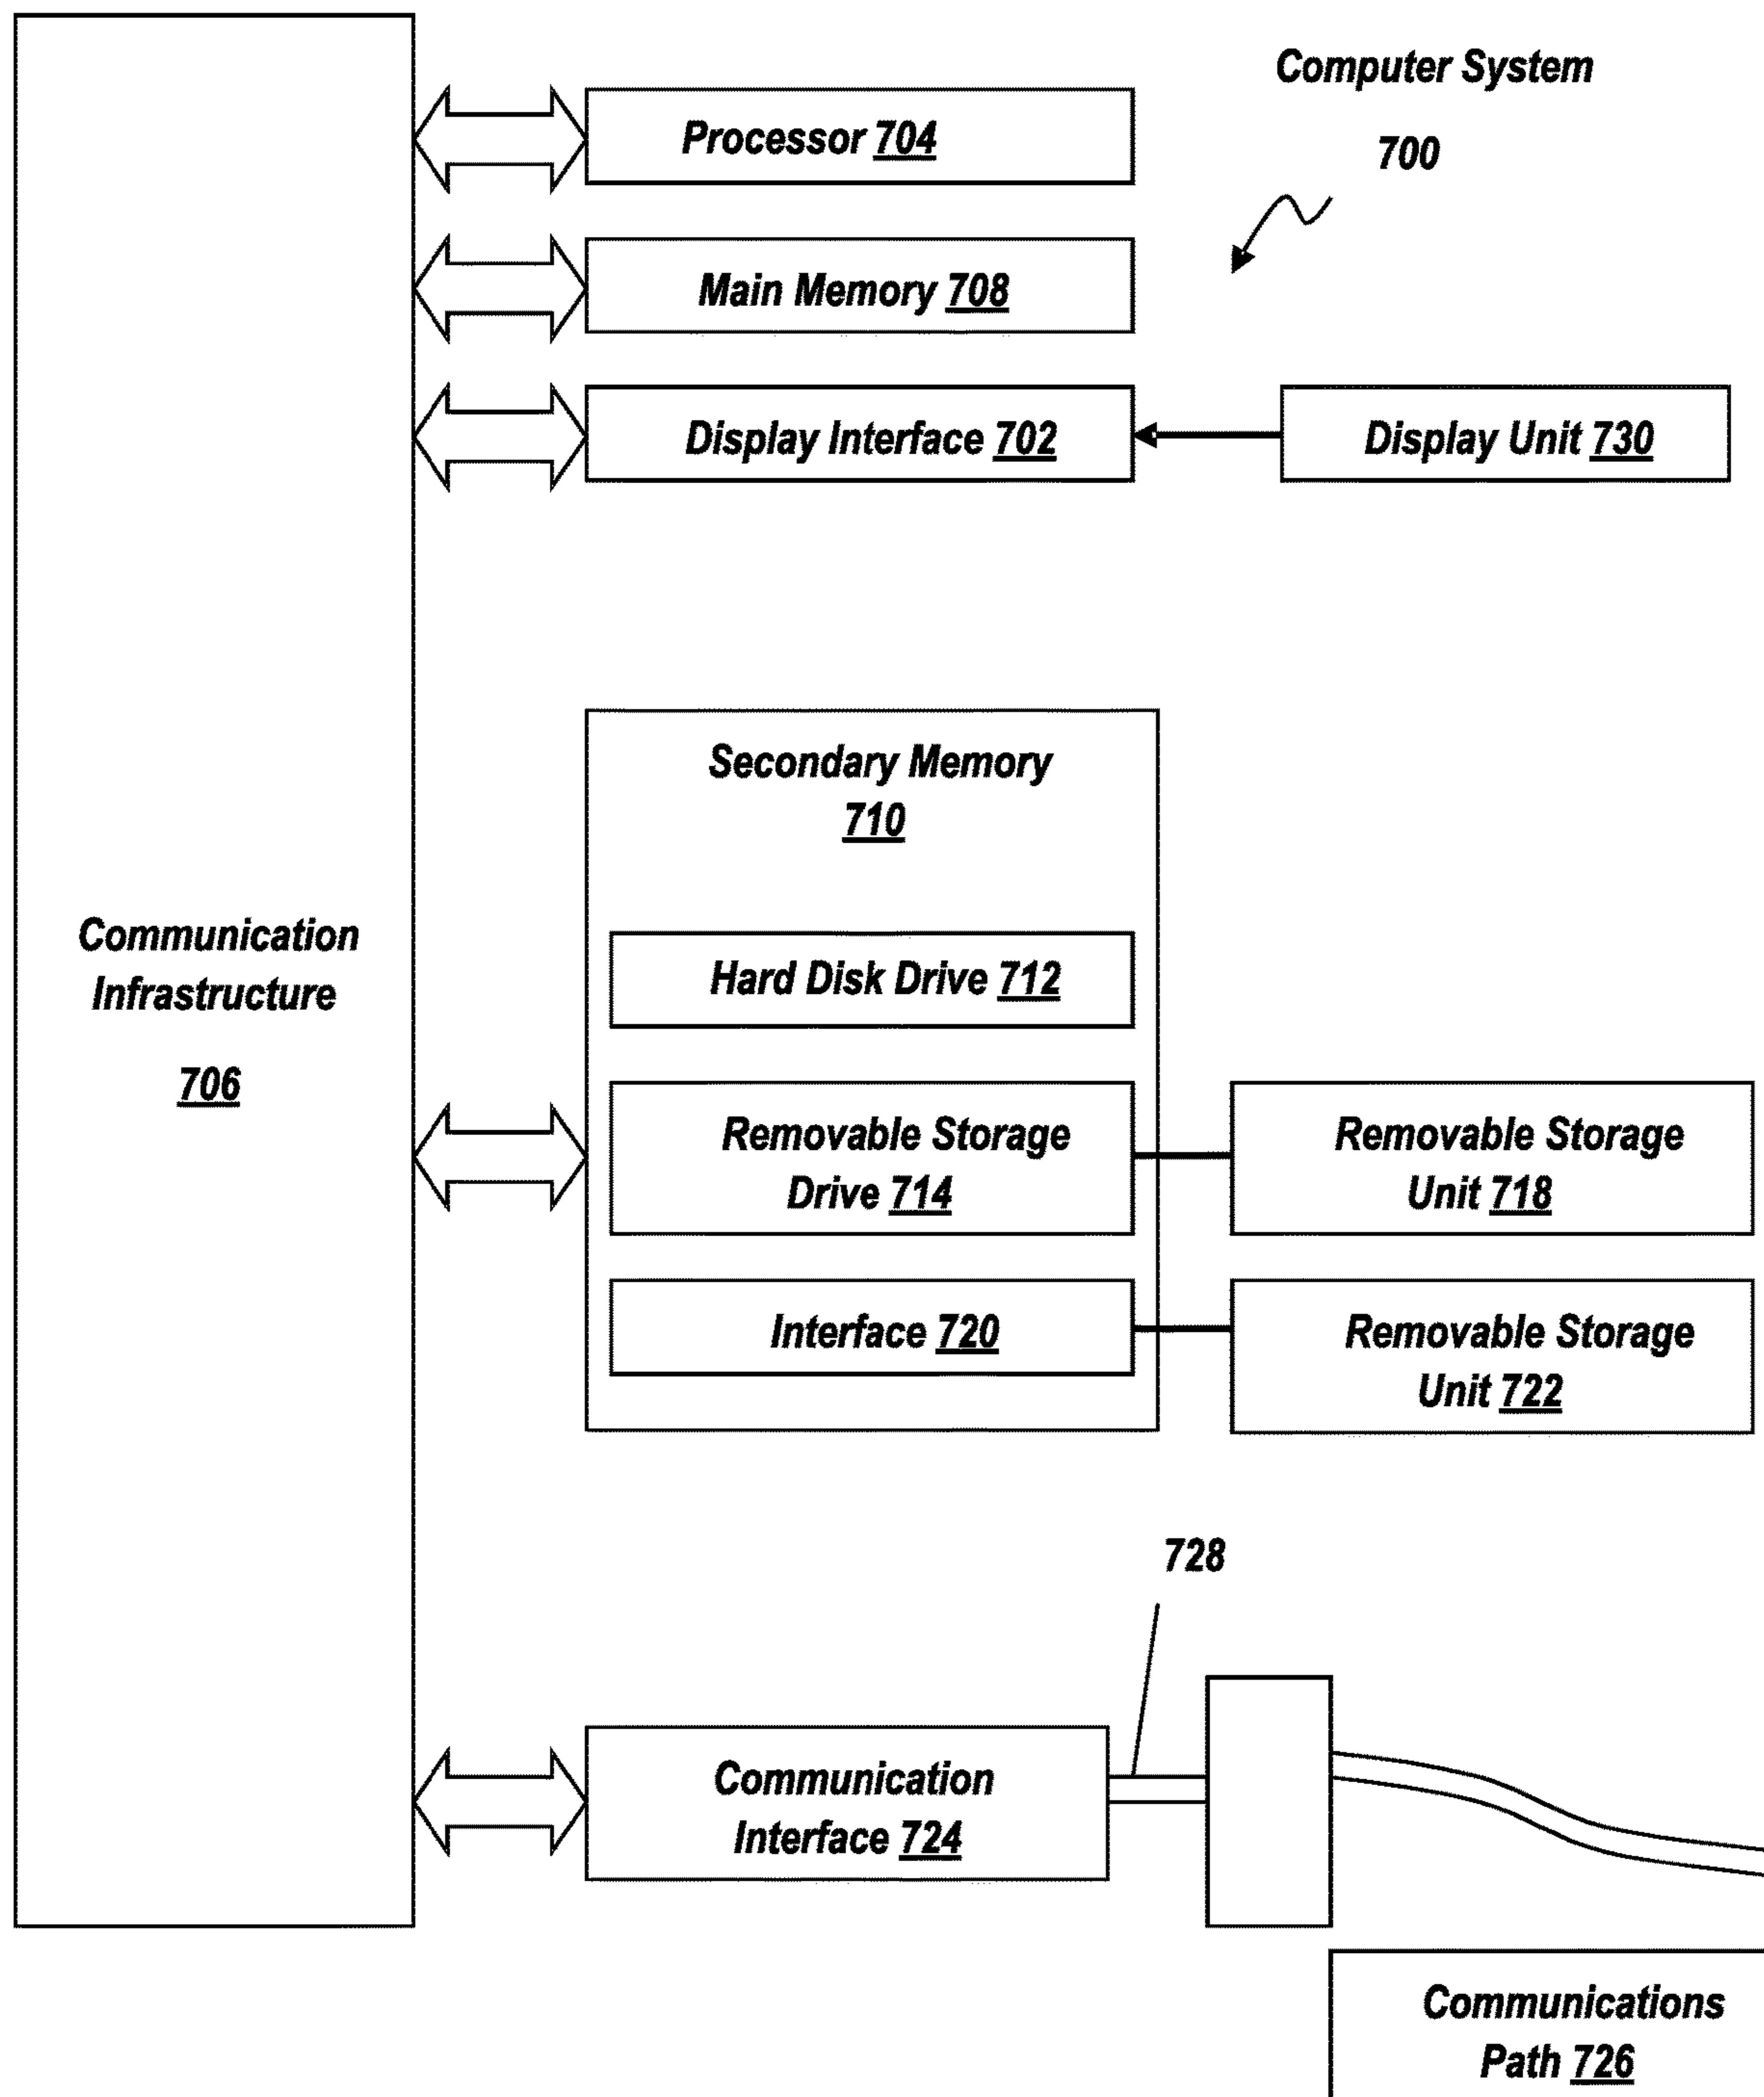 Computer System
700
Processor 704
Main Memory 708
Display Interface 702
Display Unit 730
Secondary Memory
710
Communication
Infrastructure
706
Hard Disk Drive 712
Removable Storage
Drive 714
Removable Storage
Unit 718
Interface 720
Removable Storage
Unit 722
728
Communication
Interface 724
Communications
Path 726